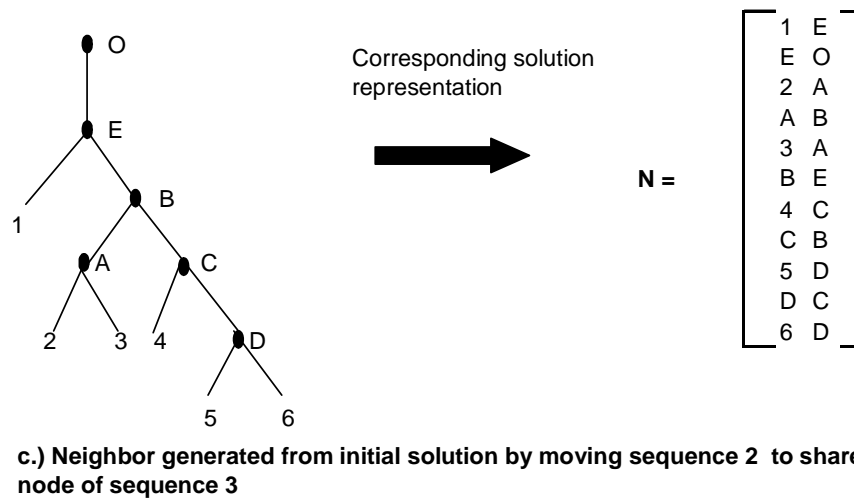 O
Corresponding solution
representation
E
N =
B
1
A
C
2
3
4
D
5
6
1 E
E O
2 A
A B
3 A
B E
4 C
C B
5 D
D C
6 D
c.) Neighbor generated from initial solution by moving sequence 2 to share
node of sequence 3